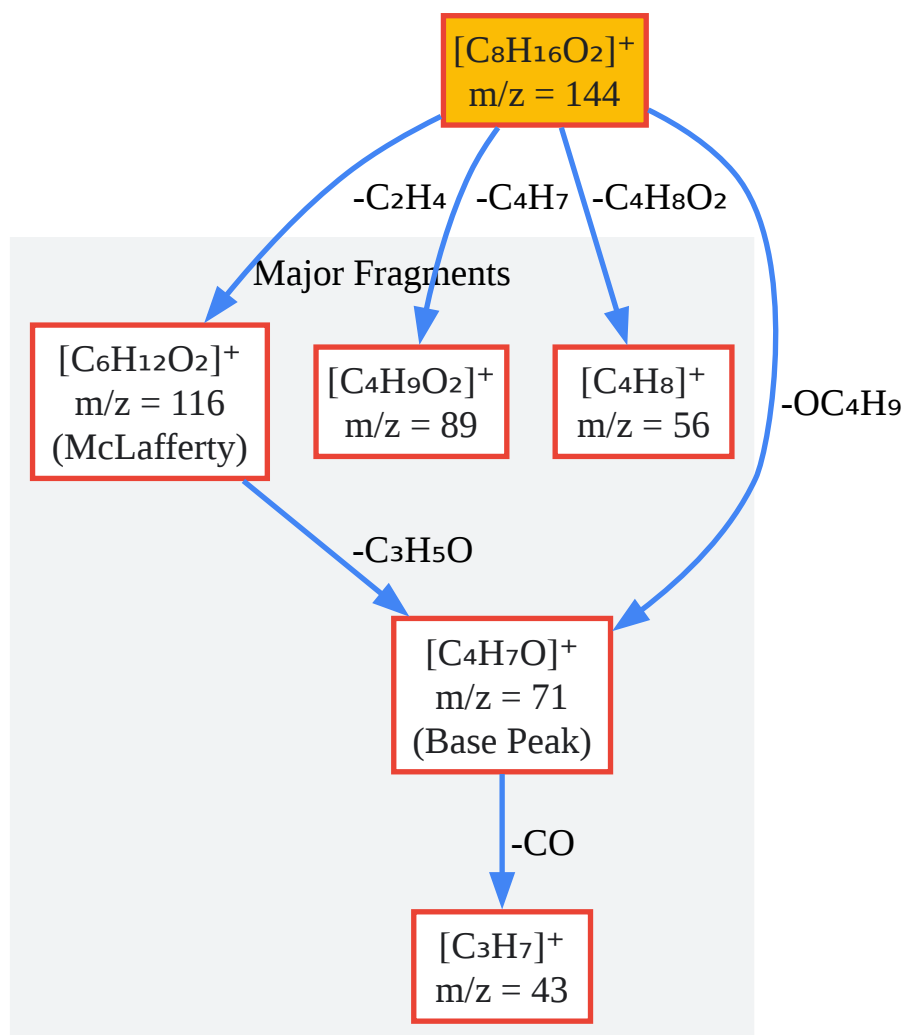 [C₈H₁₆O₂]⁺
m/z = 144
-C₂H₄
-C₄H₇
-C₄H₈O₂
Major Fragments
[C₆H₁₂O₂]⁺
m/z = 116
(McLafferty)
[C₄H₉O₂]⁺
m/z = 89
[C₄H₈]⁺
m/z = 56
-OC₄H₉
-C₃H₅O
[C₄H₇O]⁺
m/z = 71
(Base Peak)
-CO
[C₃H₇]⁺
m/z = 43